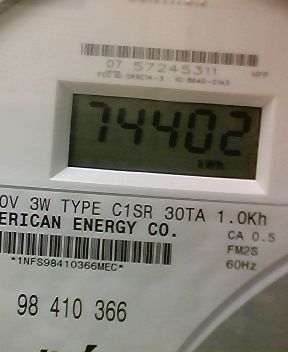 07 57245311
HPP
74402
kWh
0V 3W TYPE C1SR 30TA 1.0Kh
ERICAN ENERGY CO.
CA 0.5
FM2S
60Hz
*1NFS98410366MEC*
98 410 366